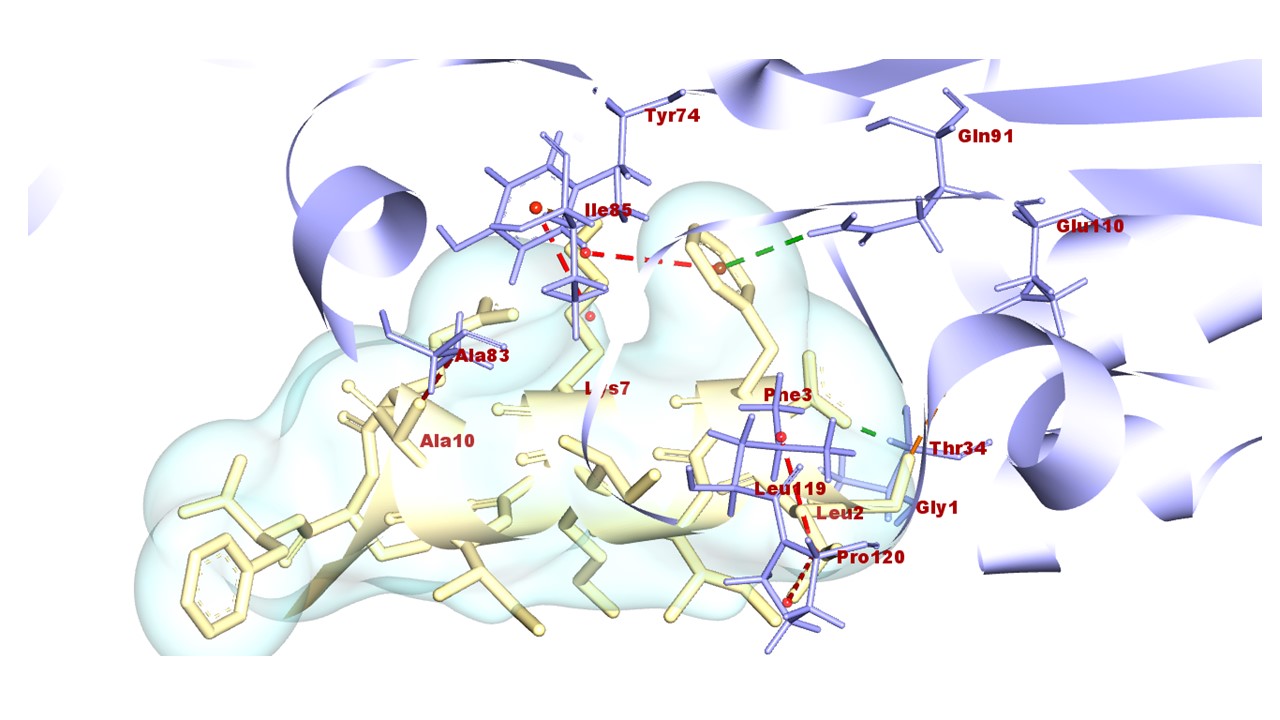 Tyr74
Gln91
Ile85
Glu110
Ala83
Lys7
Phe3
Ala10
Thr34
Leu119
Gly1
Leu2
Pro120